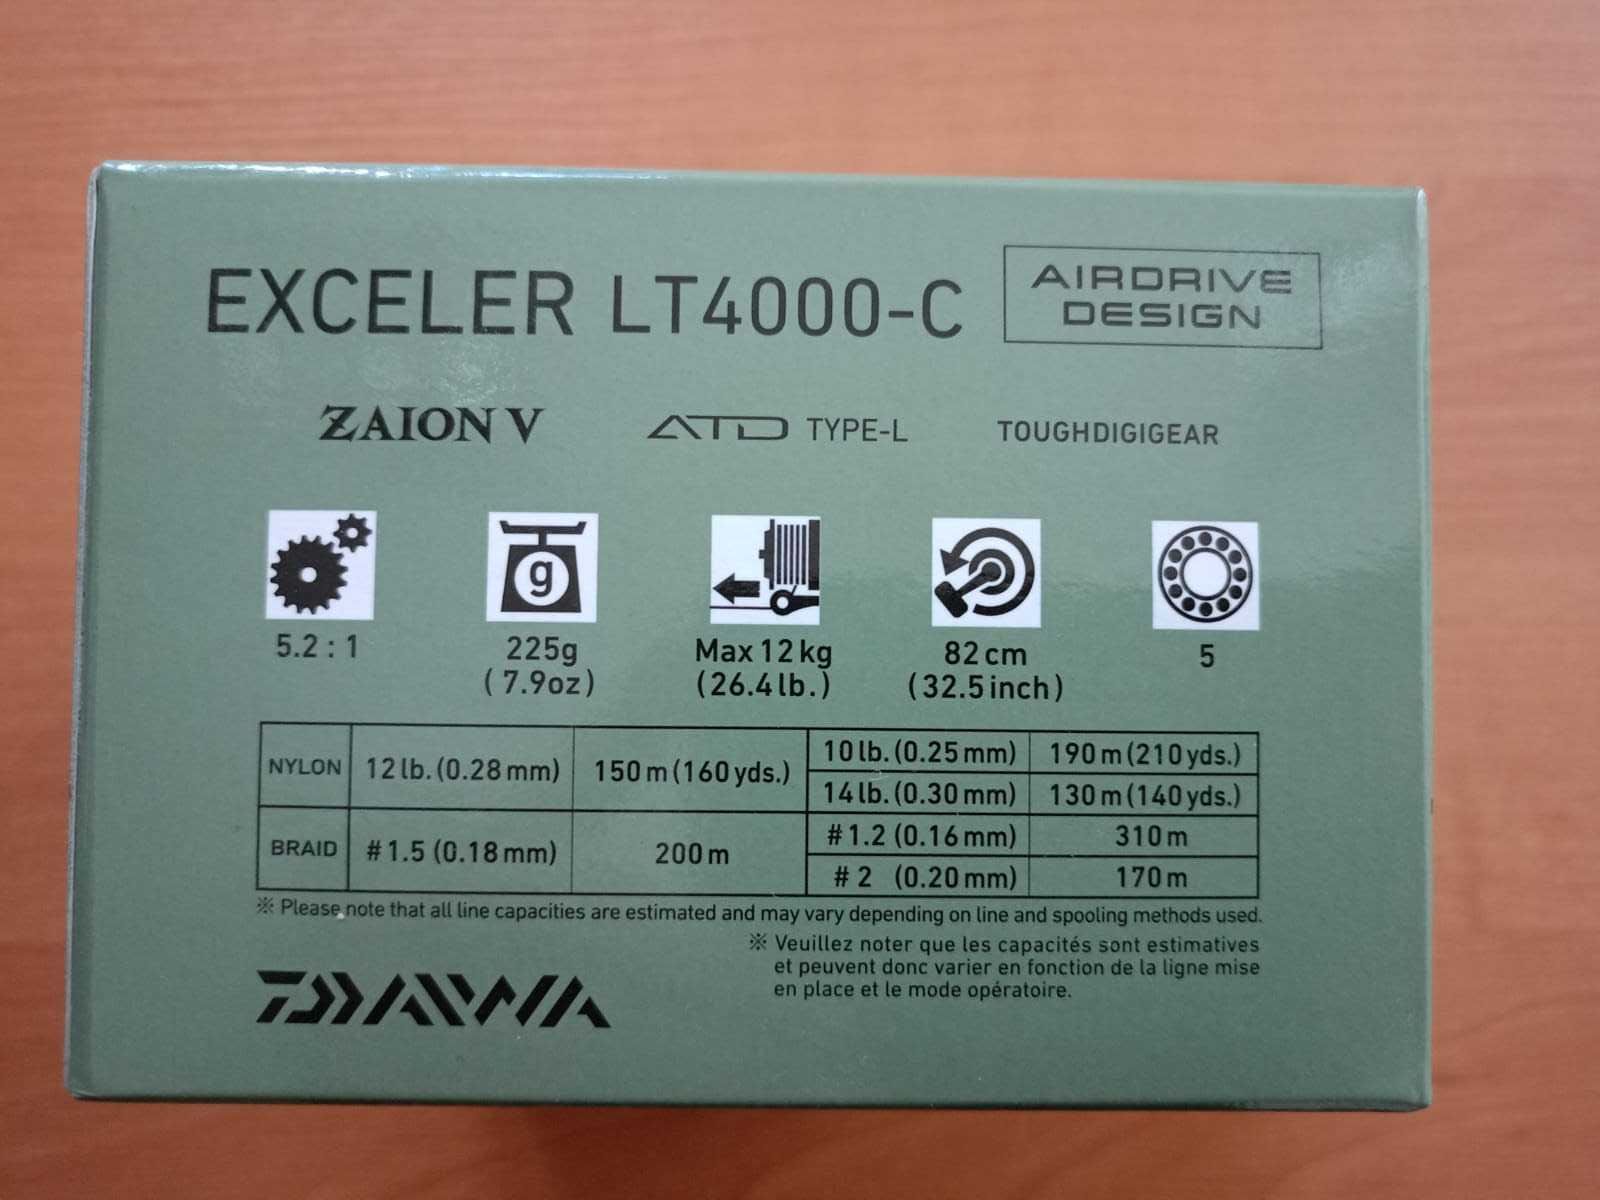 EXCELER LT4000-C
AIRDRIVE
DESIGN
ZAION V
ATD TYPE-L
TOUGHDIGIGEAR
g
5.2 : 1
225g
(7.9oz)
Max 12 kg
(26.4 lb.)
82 cm
(32.5 inch)
5
NYLON 12 lb. (0.28 mm) 150 m (160 yds.)
10 lb. (0.25 mm) 190 m (210 yds.)
14 lb. (0.30 mm) 130 m (140 yds.)
BRAID #1.5 (0.18 mm) 200 m
#1.2 (0.16 mm) 310 m
#2 (0.20 mm) 170 m
※ Please note that all line capacities are estimated and may vary depending on line and spooling methods used.
※ Veuillez noter que les capacités sont estimatives
et peuvent donc varier en fonction de la ligne mise
en place et le mode opératoire.
DAIWA